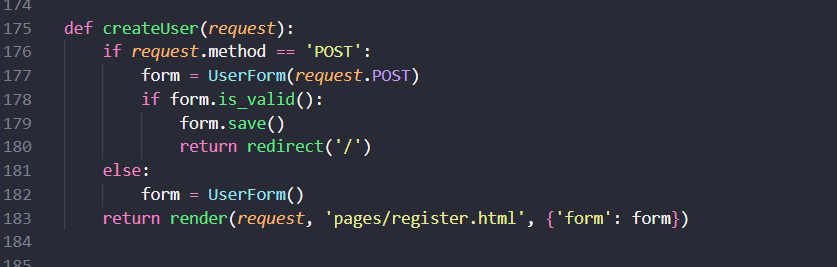 174
175 def createUser(request):
176 if request.method == 'POST':
177 form = UserForm(request.POST)
178 if form.is_valid():
179 form.save()
180 return redirect('/')
181 else:
182 form = UserForm()
183 return render(request, 'pages/register.html', {'form': form})
184
185